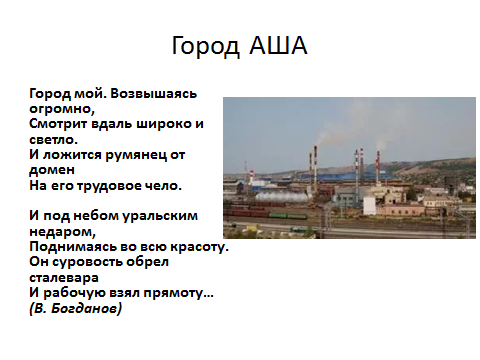 Город АША
Город мой. Возвышаясь
огромно,
Смотрит вдаль широко и
светло.
И ложится румянец от
домен
На его трудовое чело.
И под небом уральским
недаром,
Поднимаясь во всю красоту.
Он суровость обрел
сталевара
И рабочую взял прямоту…
(В. Богданов)